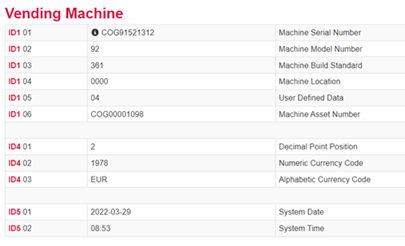 Vending Machine
ID1 01 COG91521312 Machine Serial Number
ID1 02 92 Machine Model Number
ID1 03 361 Machine Build Standard
ID1 04 0000 Machine Location
ID1 05 04 User Defined Data
ID1 06 COG00001098 Machine Asset Number
ID4 01 2 Decimal Point Position
ID4 02 1978 Numeric Currency Code
ID4 03 EUR Alphabetic Currency Code
ID5 01 2022-03-29 System Date
ID5 02 08:53 System Time